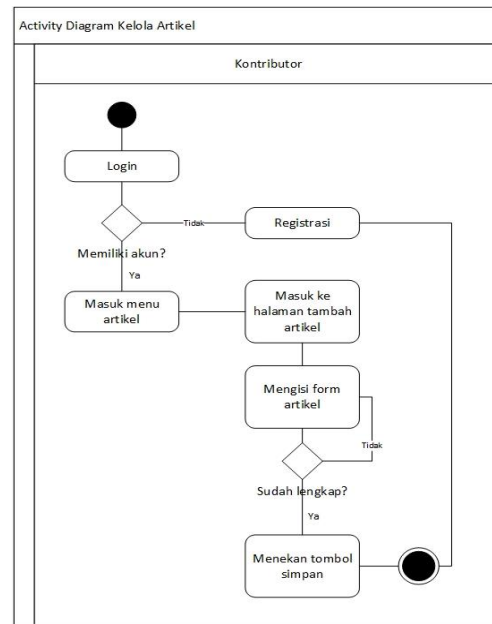 Activity Diagram Kelola Artikel
Kontributor
Login
Tidak
Registrasi
Memiliki akun?
Ya
Masuk menu
artikel
Masuk ke
halaman tambah
artikel
Mengisi form
artikel
Tidak
Sudah lengkap?
Ya
Menekan tombol
simpan